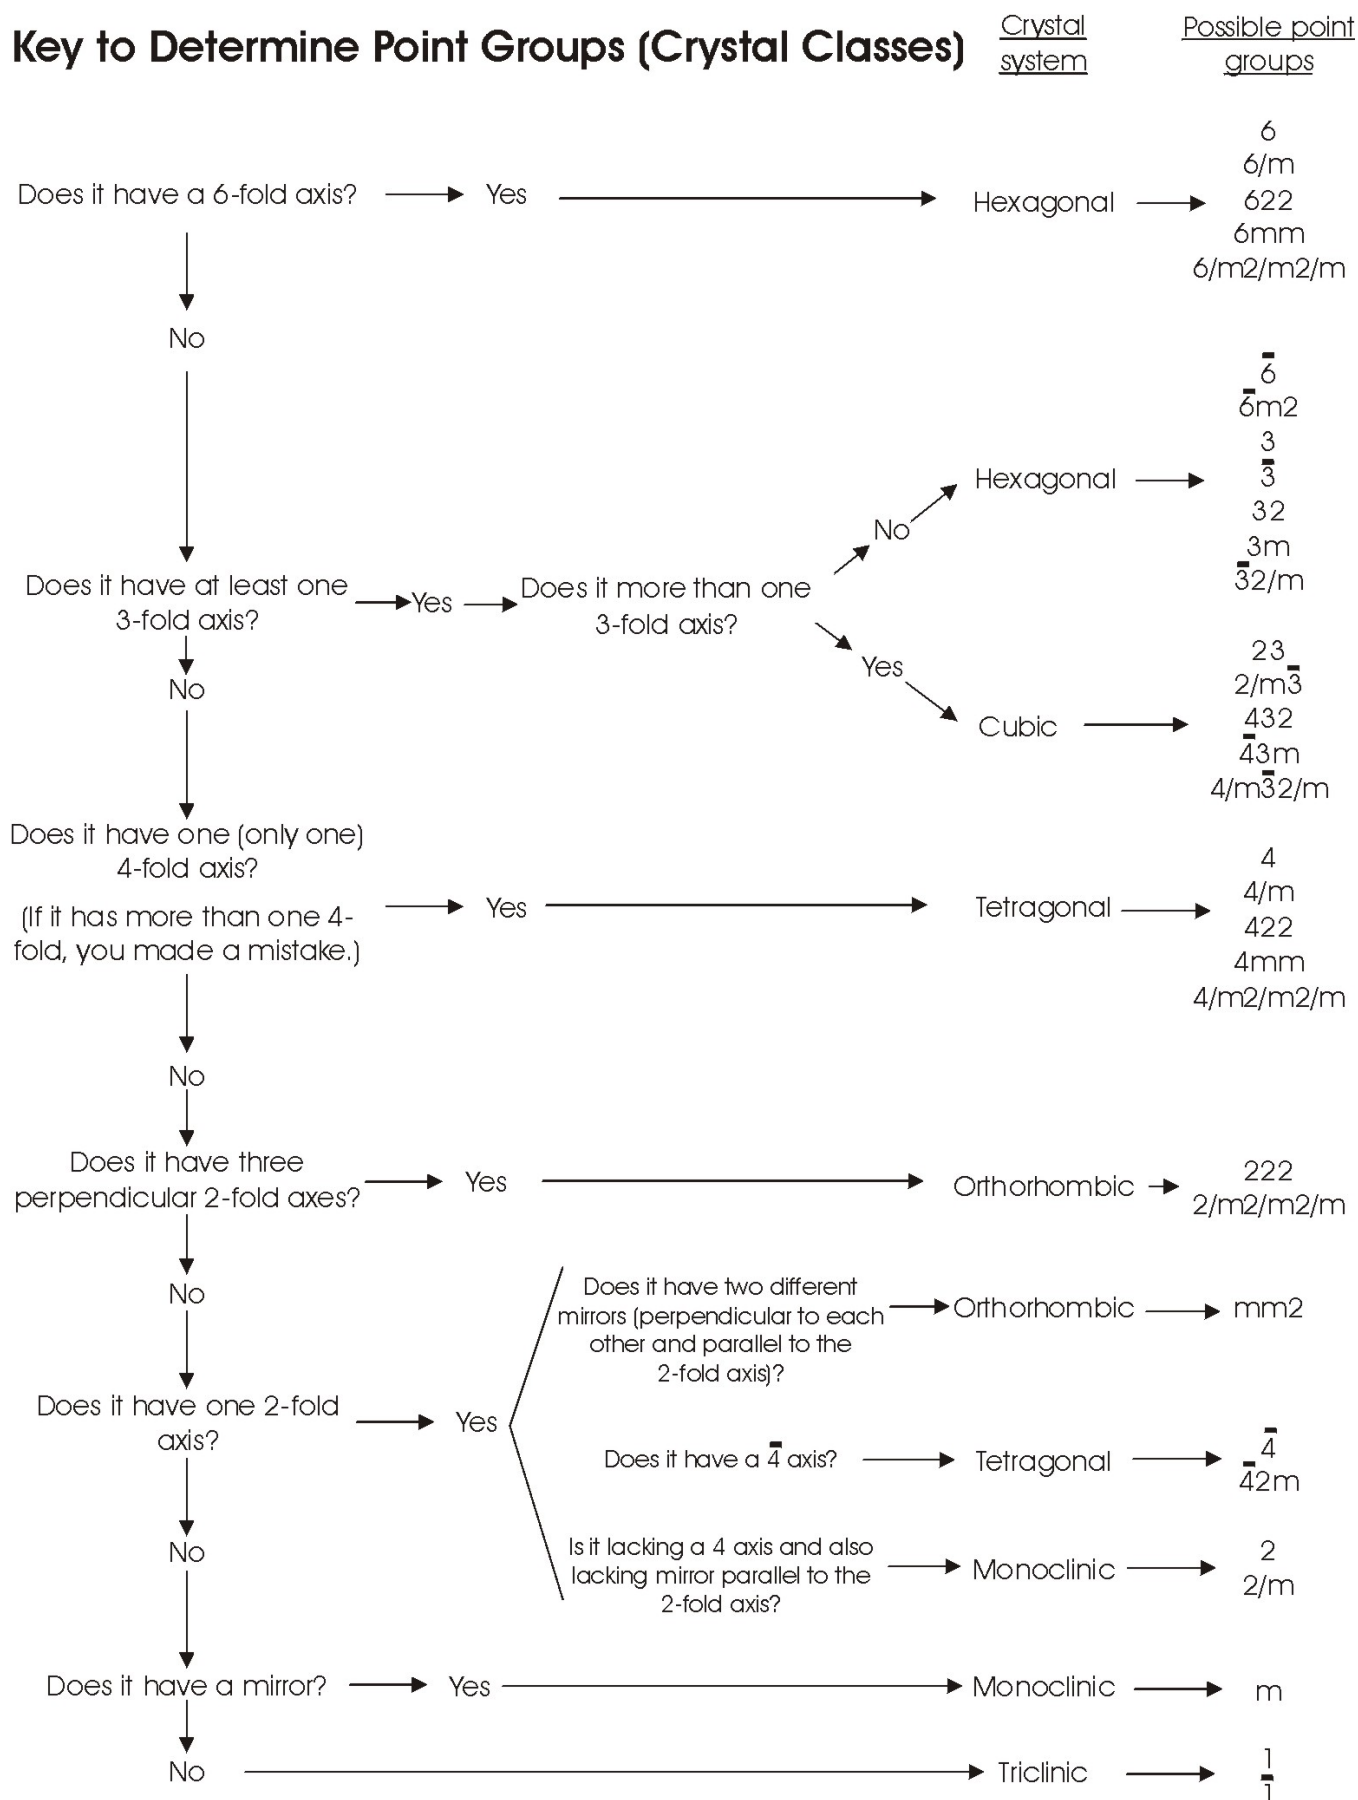 Key to Determine Point Groups (Crystal Classes)
Crystal
system
Possible point
groups
Does it have a 6-fold axis?
Yes
Hexagonal
6
6/m
622
6mm
6/m2/m2/m
No
Does it have at least one
3-fold axis?
Yes
Does it more than one
3-fold axis?
No
Hexagonal
6̅
6̅m2
3
3̅
32
3m
3̅2/m
Yes
Cubic
23
2/m3̅
432
4̅3m
4/m3̅2/m
No
Does it have one (only one)
4-fold axis?
(If it has more than one 4-
fold, you made a mistake.)
Yes
Tetragonal
4
4/m
422
4mm
4/m2/m2/m
No
Does it have three
perpendicular 2-fold axes?
Yes
Orthorhombic
222
2/m2/m2/m
No
Does it have one 2-fold
axis?
Yes
Does it have two different
mirrors (perpendicular to each
other and parallel to the
2-fold axis)?
Orthorhombic
mm2
Does it have a 4̅ axis?
Tetragonal
4̅
4̅2m
Is it lacking a 4 axis and also
lacking mirror parallel to the
2-fold axis?
Monoclinic
2
2/m
No
Does it have a mirror?
Yes
Monoclinic
m
No
Triclinic
1
1̅